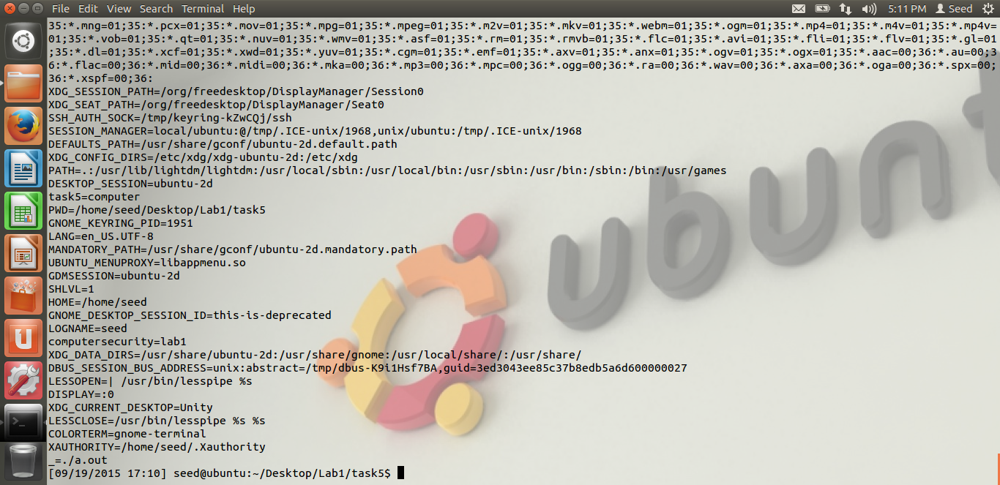 File Edit View Search Terminal Help 5:11 PM Seed
35:*.mng=01;35:*.pcx=01;35:*.mov=01;35:*.mpg=01;35:*.mpeg=01;35:*.m2v=01;35:*.mkv=01;35:*.webm=01;35:*.ogm=01;35:*.mp4=01;35:*.m4v=01;35:*.mp4v=
01;35:*.vob=01;35:*.qt=01;35:*.nuv=01;35:*.wmv=01;35:*.asf=01;35:*.rm=01;35:*.rmvb=01;35:*.flc=01;35:*.avi=01;35:*.fli=01;35:*.flv=01;35:*.gl=01
;35:*.dl=01;35:*.xcf=01;35:*.xwd=01;35:*.yuv=01;35:*.cgm=01;35:*.emf=01;35:*.axv=01;35:*.anx=01;35:*.ogv=01;35:*.ogx=01;35:*.aac=00;36:*.au=00;3
6:*.flac=00;36:*.mid=00;36:*.midi=00;36:*.mka=00;36:*.mp3=00;36:*.mpc=00;36:*.ogg=00;36:*.ra=00;36:*.wav=00;36:*.axa=00;36:*.oga=00;36:*.spx=00;
36:*.xspf=00;36:
XDG_SESSION_PATH=/org/freedesktop/DisplayManager/Session0
XDG_SEAT_PATH=/org/freedesktop/DisplayManager/Seat0
SSH_AUTH_SOCK=/tmp/keyring-kZwCQj/ssh
SESSION_MANAGER=local/ubuntu:@/tmp/.ICE-unix/1968,unix/ubuntu:/tmp/.ICE-unix/1968
DEFAULTS_PATH=/usr/share/gconf/ubuntu-2d.default.path
XDG_CONFIG_DIRS=/etc/xdg/xdg-ubuntu-2d:/etc/xdg
PATH=.:/usr/lib/lightdm/lightdm:/usr/local/sbin:/usr/local/bin:/usr/sbin:/usr/bin:/sbin:/bin:/usr/games
DESKTOP_SESSION=ubuntu-2d
task5=computer
PWD=/home/seed/Desktop/Lab1/task5
GNOME_KEYRING_PID=1951
LANG=en_US.UTF-8
MANDATORY_PATH=/usr/share/gconf/ubuntu-2d.mandatory.path
UBUNTU_MENUPROXY=libappmenu.so
GDMSESSION=ubuntu-2d
SHLVL=1
HOME=/home/seed
GNOME_DESKTOP_SESSION_ID=this-is-deprecated
LOGNAME=seed
computersecurity=lab1
XDG_DATA_DIRS=/usr/share/ubuntu-2d:/usr/share/gnome:/usr/local/share/:/usr/share/
DBUS_SESSION_BUS_ADDRESS=unix:abstract=/tmp/dbus-K9i1Hsf7BA,guid=3ed3043ee85c37b8edb5a6d600000027
LESSOPEN=| /usr/bin/lesspipe %s
DISPLAY=:0
XDG_CURRENT_DESKTOP=Unity
LESSCLOSE=/usr/bin/lesspipe %s %s
COLORTERM=gnome-terminal
XAUTHORITY=/home/seed/.Xauthority
_=./a.out
[09/19/2015 17:10] seed@ubuntu:~/Desktop/Lab1/task5$
ubunt